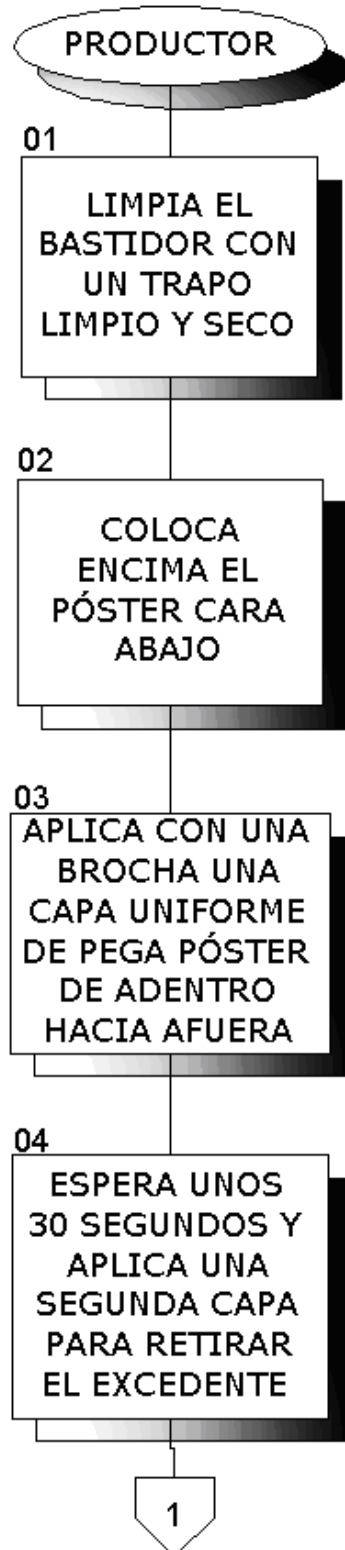 PRODUCTOR
01
LIMPIA EL
BASTIDOR CON
UN TRAPO
LIMPIO Y SECO
02
COLOCA
ENCIMA EL
PÓSTER CARA
ABAJO
03
APLICA CON UNA
BROCHA UNA
CAPA UNIFORME
DE PEGA PÓSTER
DE ADENTRO
HACIA AFUERA
04
ESPERA UNOS
30 SEGUNDOS Y
APLICA UNA
SEGUNDA CAPA
PARA RETIRAR
EL EXCEDENTE
1